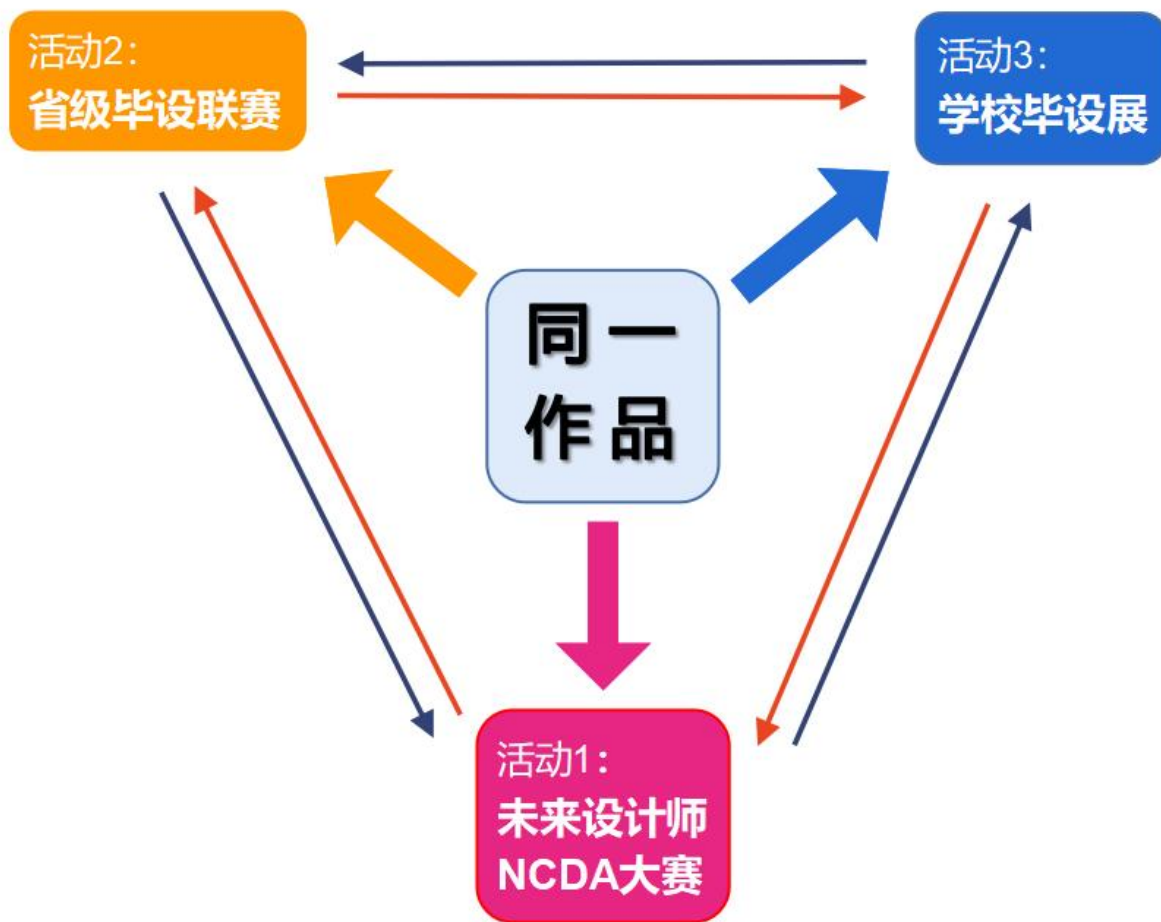 活动2：
省级毕设联赛
活动3：
学校毕设展
同一
作品
活动1：
未来设计师
NCDA大赛